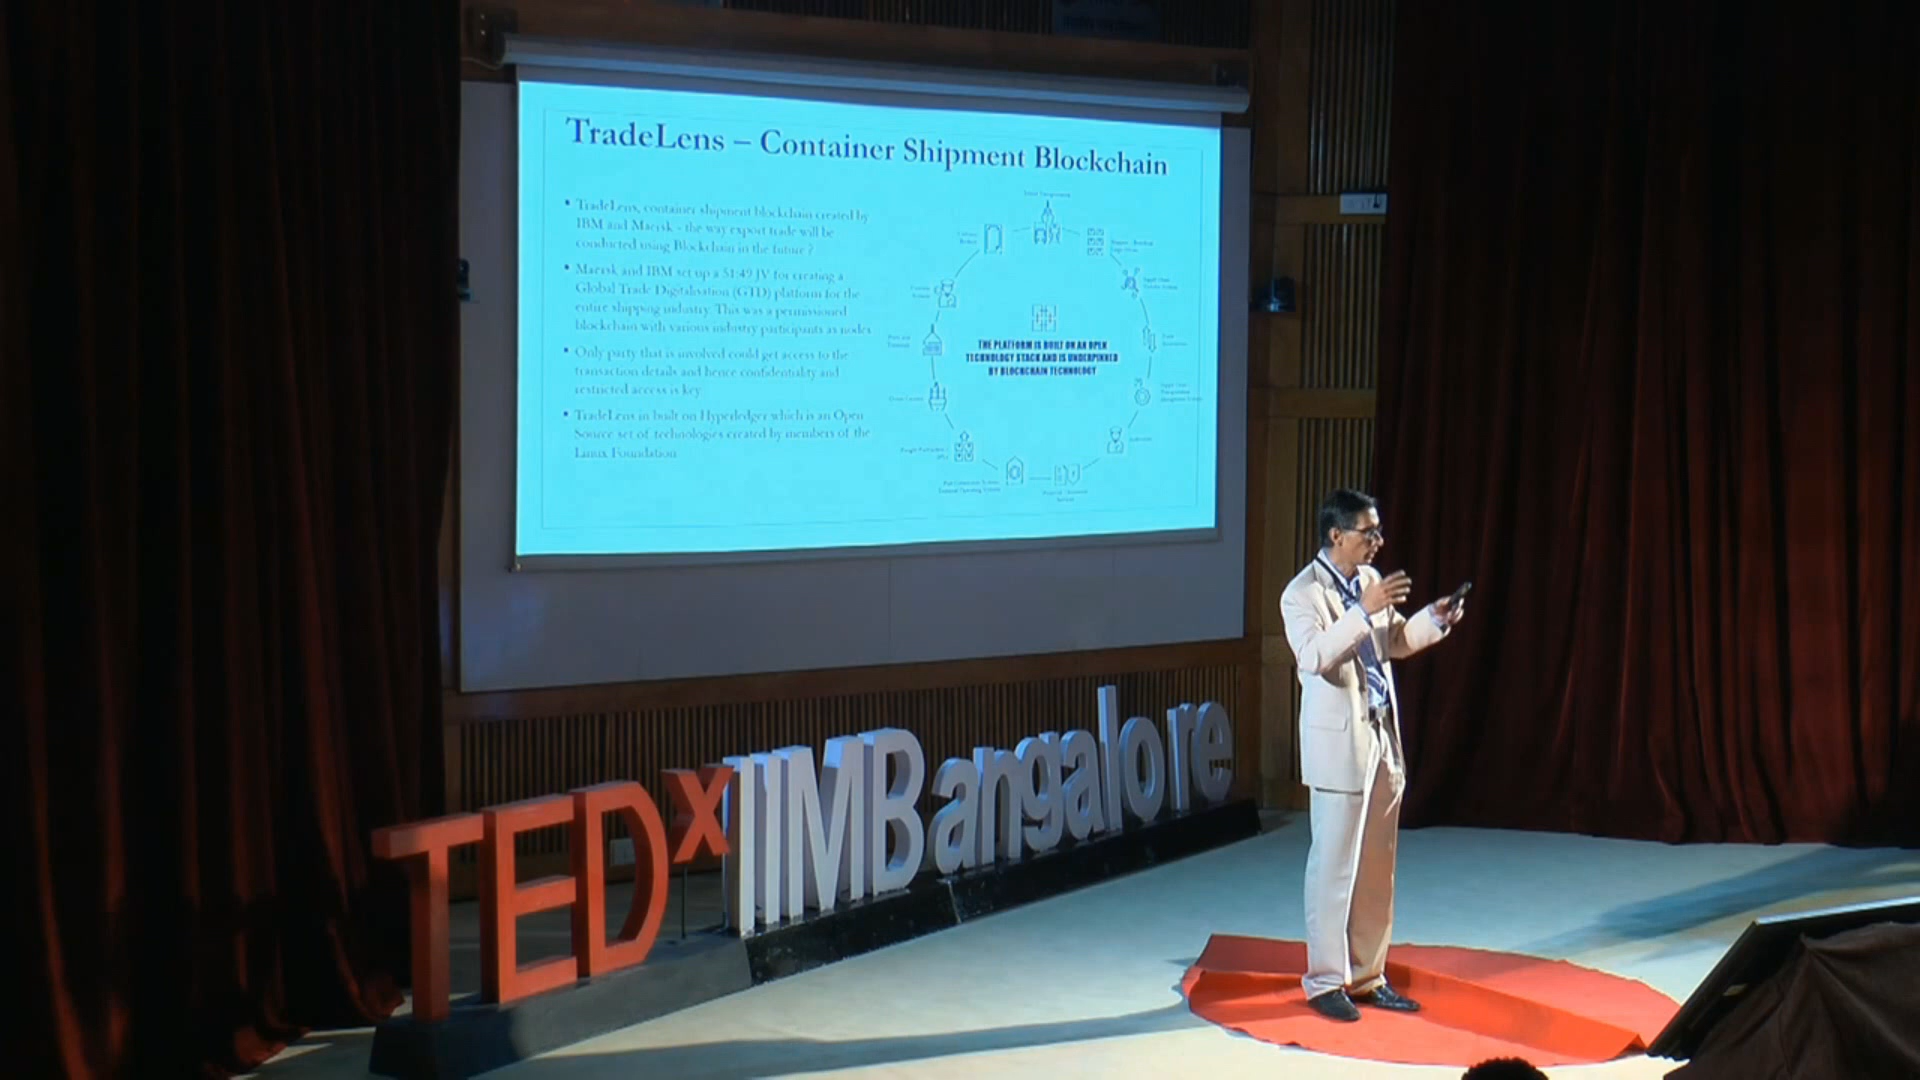 TradeLens – Container Shipment Blockchain
• TradeLens, container shipment blockchain created by
IBM and Maersk - the way export trade will be
conducted using Blockchain in the future ?
• Maersk and IBM set up a 51:49 JV for creating a
Global Trade Digitalisation (GTD) platform for the
entire shipping industry. This was a permissioned
blockchain with various industry participants as nodes
• Only party that is involved could get access to the
transaction details and hence confidentiality and
restricted access is key
• TradeLens in built on Hyperledger which is an Open
Source set of technologies created by members of the
Linux Foundation
THE PLATFORM IS BUILT ON AN OPEN
TECHNOLOGY STACK AND IS UNDERPINNED
BY BLOCKCHAIN TECHNOLOGY
TEDxIIMBangalore